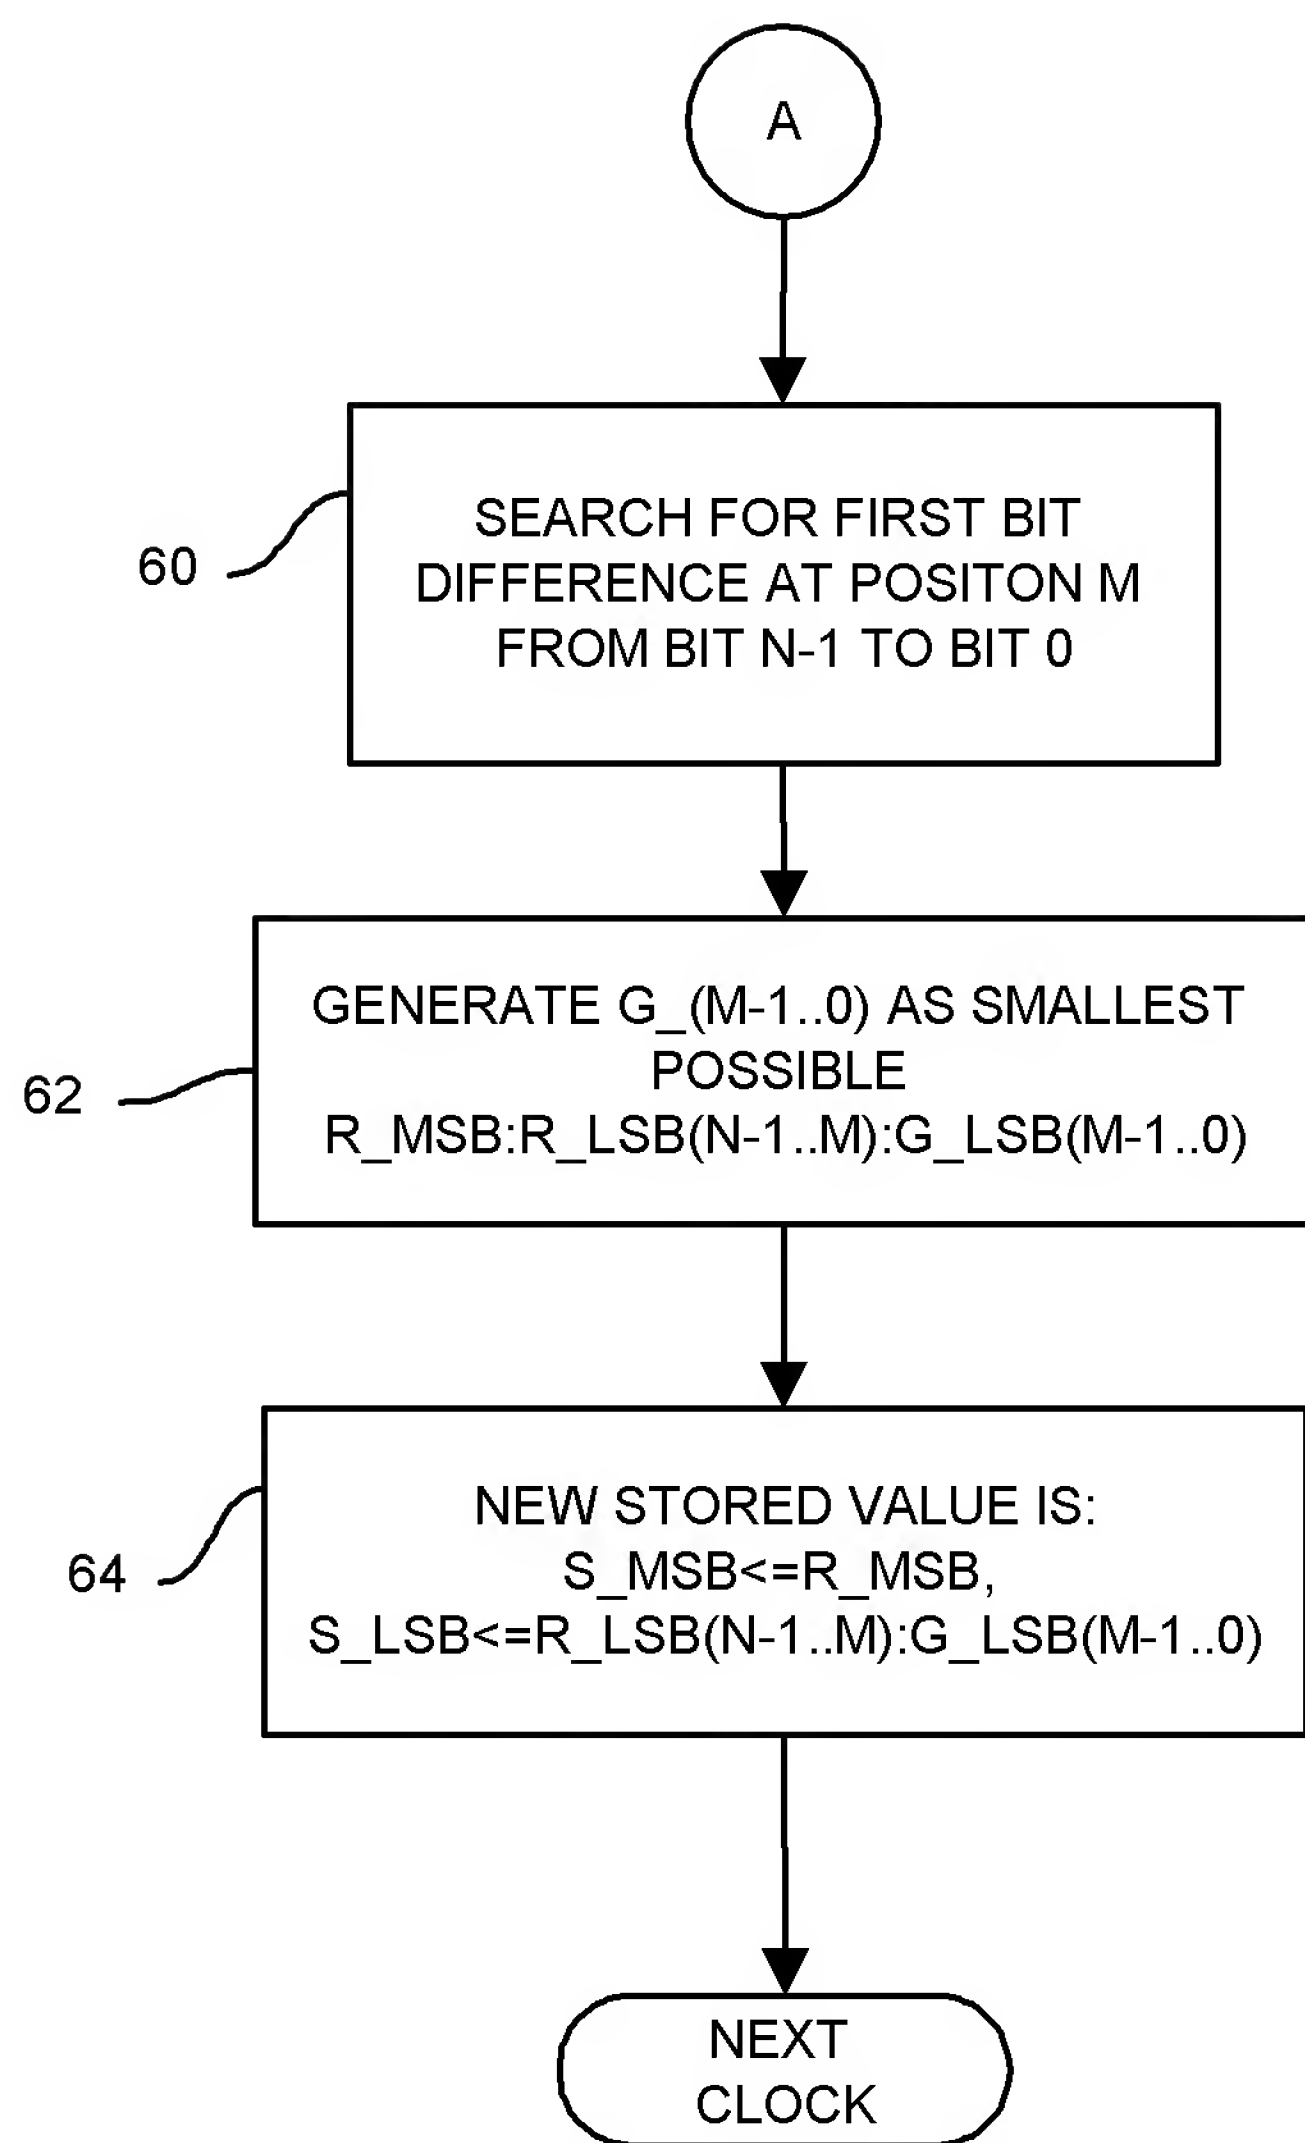 A
60
SEARCH FOR FIRST BIT
DIFFERENCE AT POSITON M
FROM BIT N-1 TO BIT 0
62
GENERATE G_(M-1..0) AS SMALLEST
POSSIBLE
R_MSB:R_LSB(N-1..M):G_LSB(M-1..0)
64
NEW STORED VALUE IS:
S_MSB<=R_MSB,
S_LSB<=R_LSB(N-1..M):G_LSB(M-1..0)
NEXT
CLOCK